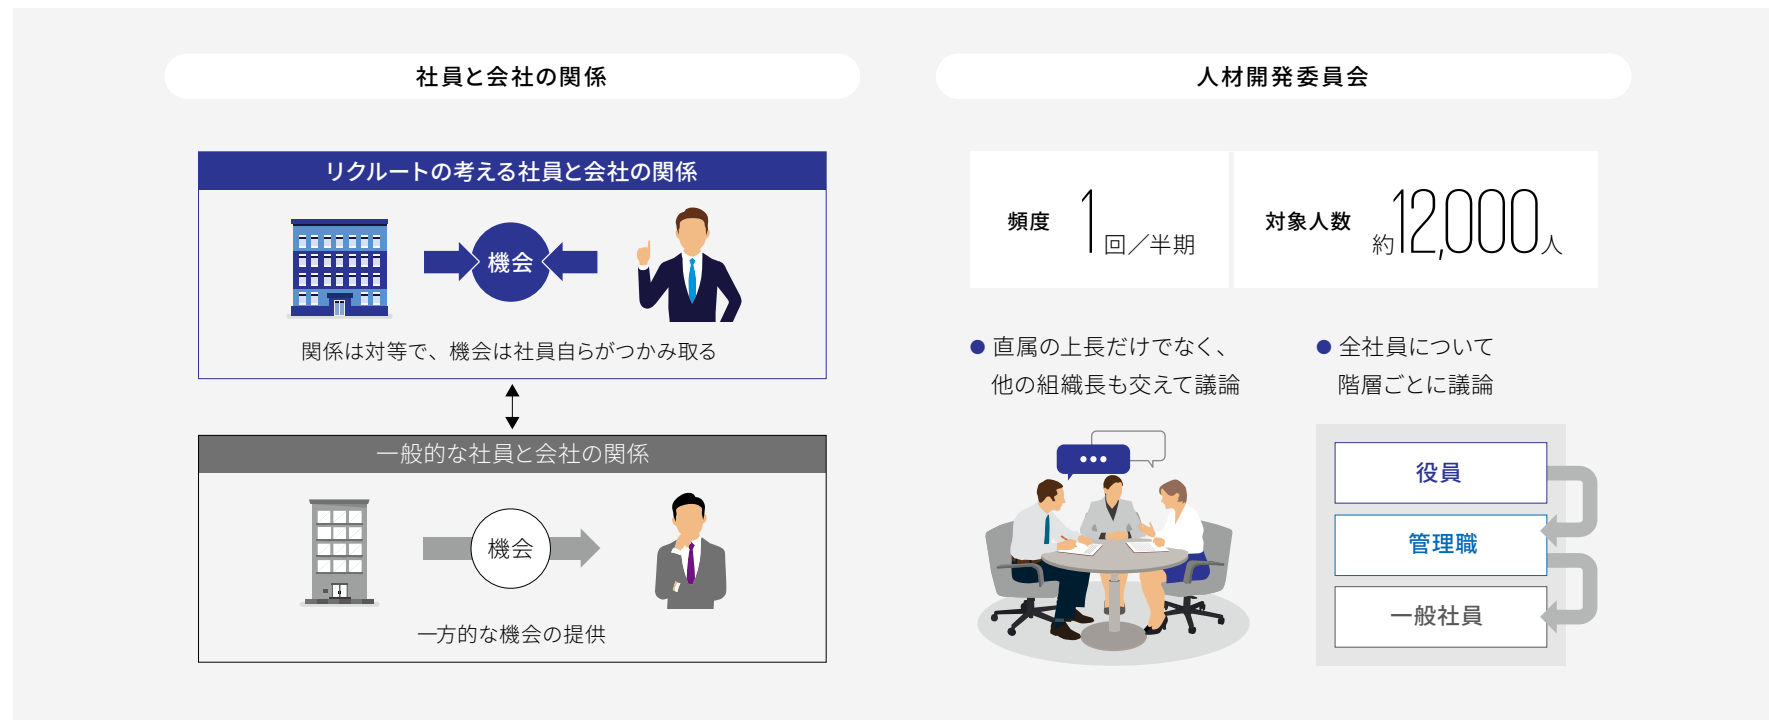 社員と会社の関係
リクルートの考える社員と会社の関係
機会
関係は対等で、機会は社員自らがつかみ取る
一般的な社員と会社の関係
機会
一方的な機会の提供
人材開発委員会
頻度 1回／半期
対象人数 約12,000人
● 直属の上長だけでなく、
他の組織長も交えて議論
● 全社員について
階層ごとに議論
役員
管理職
一般社員